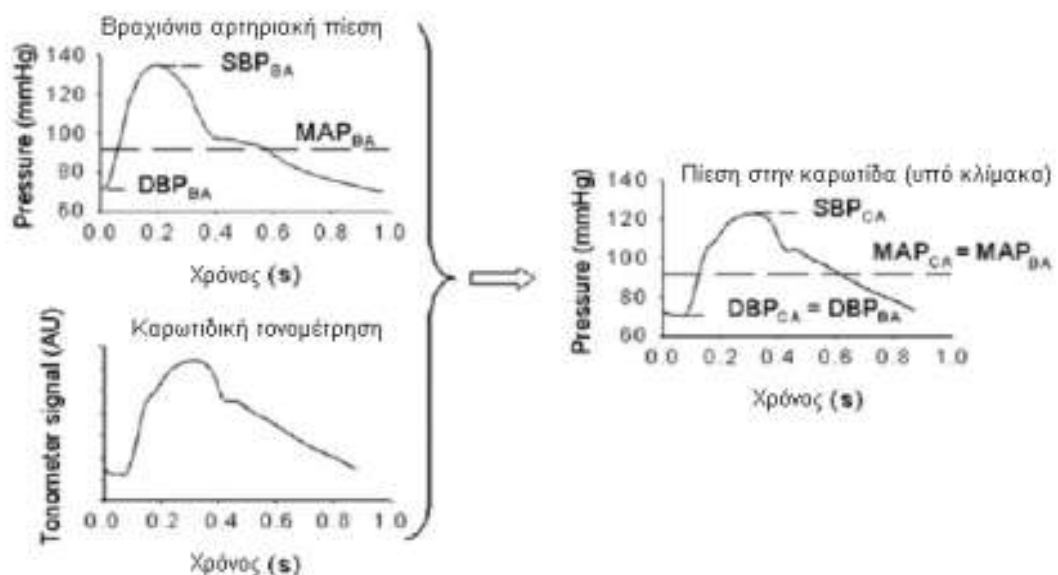 Βραχιόνια αρτηριακή πίεση
Pressure (mmHg)
140
120
100
80
60
SBP_BA
MAP_BA
DBP_BA
0.0 0.2 0.4 0.6 0.8 1.0
Χρόνος (s)
Καρωτιδική τονομέτρηση
Tonometer signal (AU)
0.0 0.2 0.4 0.6 0.8 1.0
Χρόνος (s)
Πίεση στην καρωτίδα (υπό κλίμακα)
Pressure (mmHg)
140
120
100
80
60
SBP_CA
MAP_CA = MAP_BA
DBP_CA = DBP_BA
0.0 0.2 0.4 0.6 0.8 1.0
Χρόνος (s)